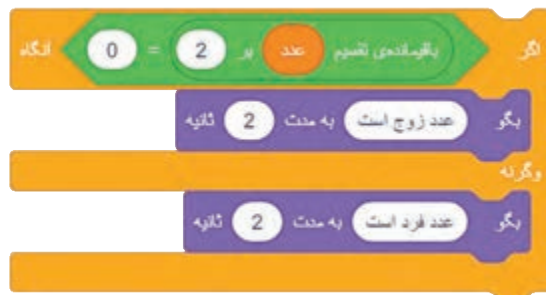 اگر باقیمانده‌ی تقسیم عدد بر 2 = 0 آنگاه
بگو عدد زوج است به مدت 2 ثانیه
وگرنه
بگو عدد فرد است به مدت 2 ثانیه